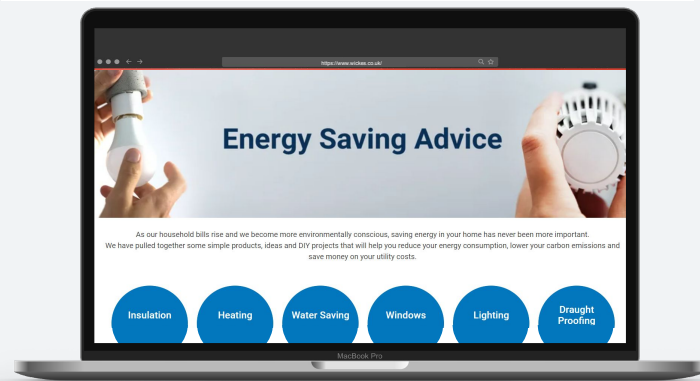 https://www.wickes.co.uk/
Energy Saving Advice
As our household bills rise and we become more environmentally conscious, saving energy in your home has never been more important.
We have pulled together some simple products, ideas and DIY projects that will help you reduce your energy consumption, lower your carbon emissions and
save money on your utility costs.
Insulation
Heating
Water Saving
Windows
Lighting
Draught
Proofing
MacBook Pro